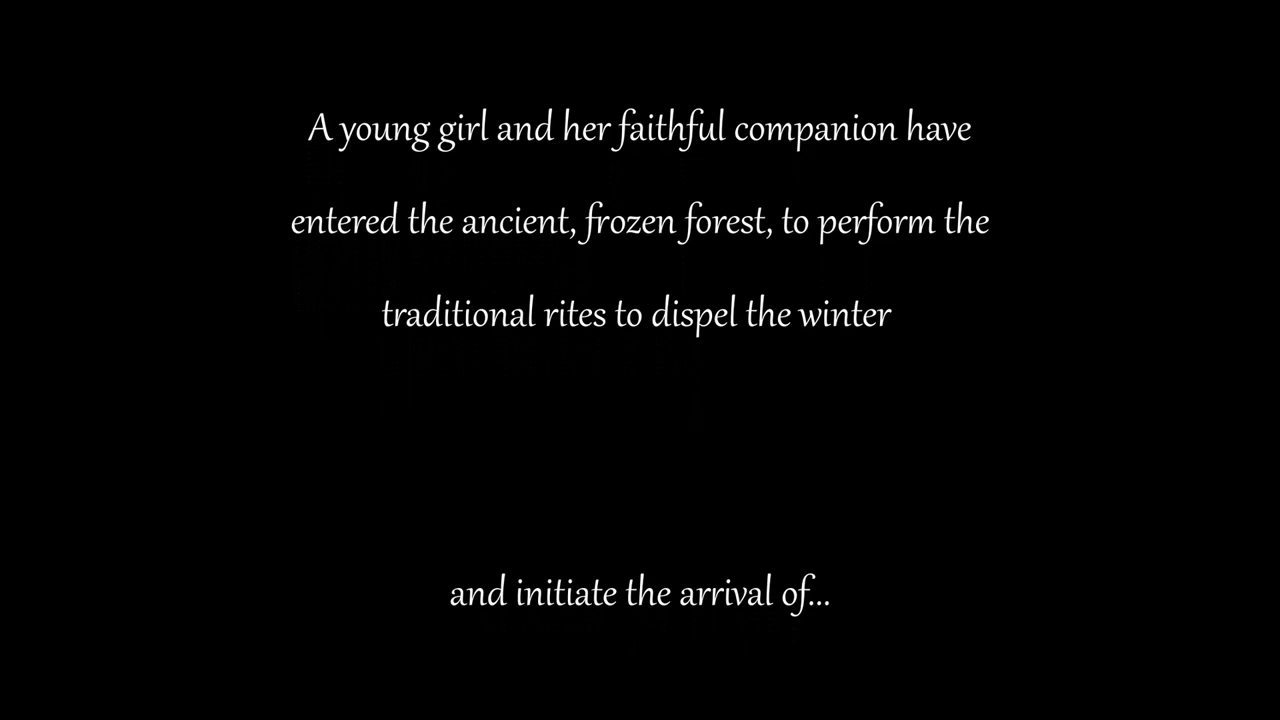 A young girl and her faithful companion have
entered the ancient, frozen forest, to perform the
traditional rites to dispel the winter
and initiate the arrival of...